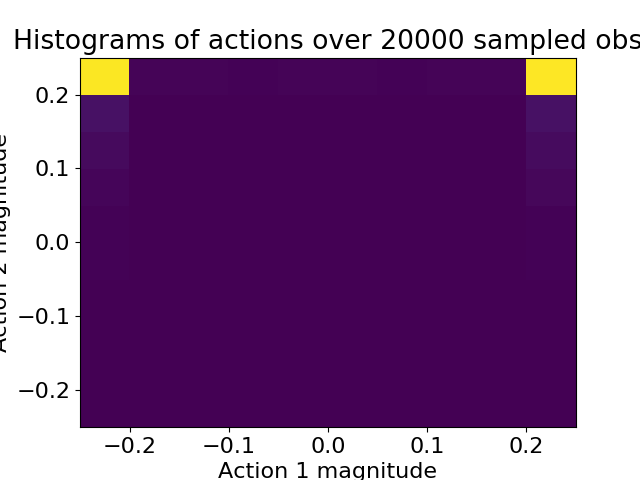 Histograms of actions over 20000 sampled obs
0.2
0.1
0.0
−0.1
−0.2
Action 2 magnitude
−0.2 −0.1 0.0 0.1 0.2
Action 1 magnitude